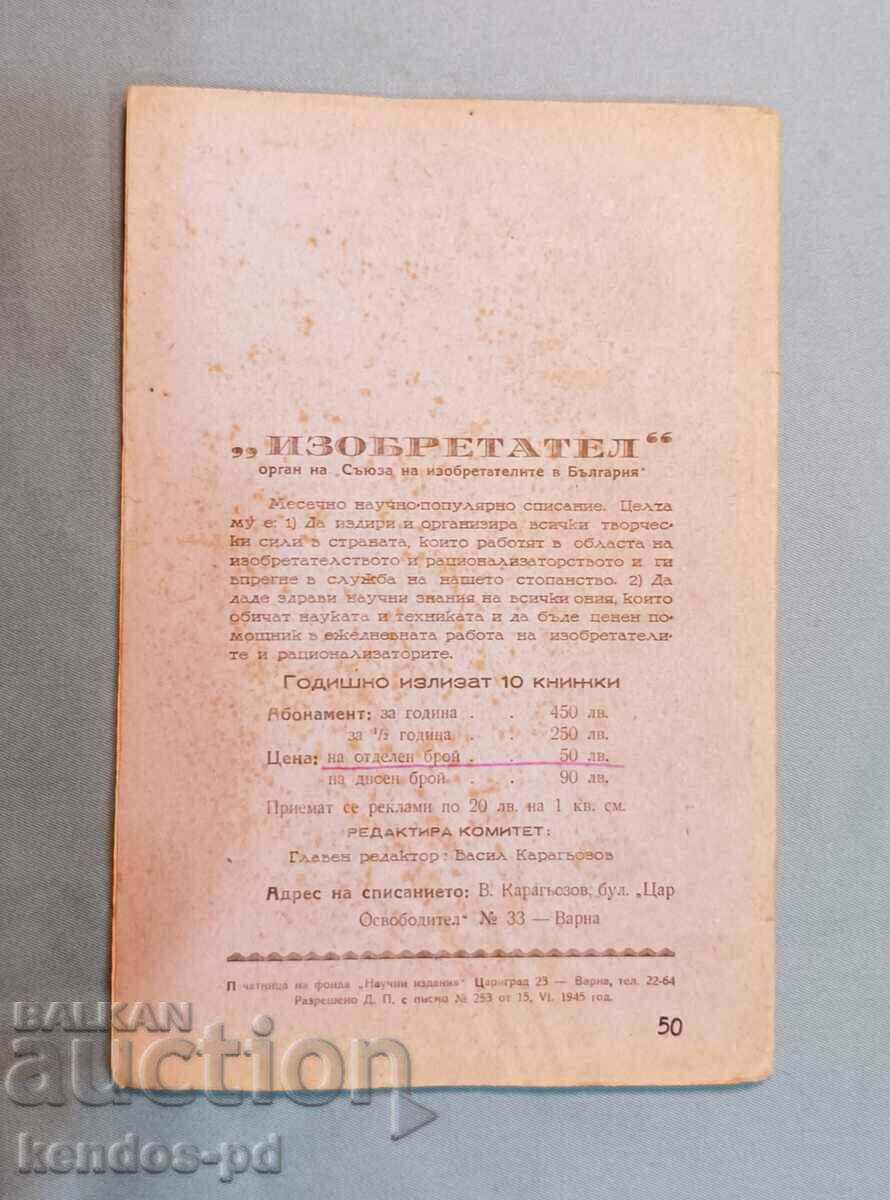 „ИЗОБРЕТАТЕЛ“
орган на „Съюза на изобретателите в България“
Месечно научно-популярно списание. Целта
му е: 1) Да издири и организира всички творчес-
ки сили в страната, които работят в областа на
изобретателството и рационализаторството и ги
впрегне в служба на нашето стопанство. 2) Да
даде здрави научни знания на всички ония, които
обичат науката и техниката и да бъде ценен по-
мощник в ежедневната работа на изобретатели-
те и рационализаторите.
Годишно излизат 10 книжки
Абонамент: за година . . 450 лв.
за ½ година . . 250 лв.
Цена: на отделен брой . . 50 лв.
на двоен брой . . 90 лв.
Приемат се реклами по 20 лв. на 1 кв. см.
РЕДАКТИРА КОМИТЕТ:
Главен редактор: Васил Карагьозов
Адрес на списанието: В. Карагьозов, бул. „Цар
Освободител“ № 33 — Варна
Печатница на фонда „Научни издания“ Цариград 23 — Варна, тел. 22-64
Разрешено Д. П. с писмо № 253 от 15, VI. 1945 год.
50
BALKAN
auction
kendos-pd